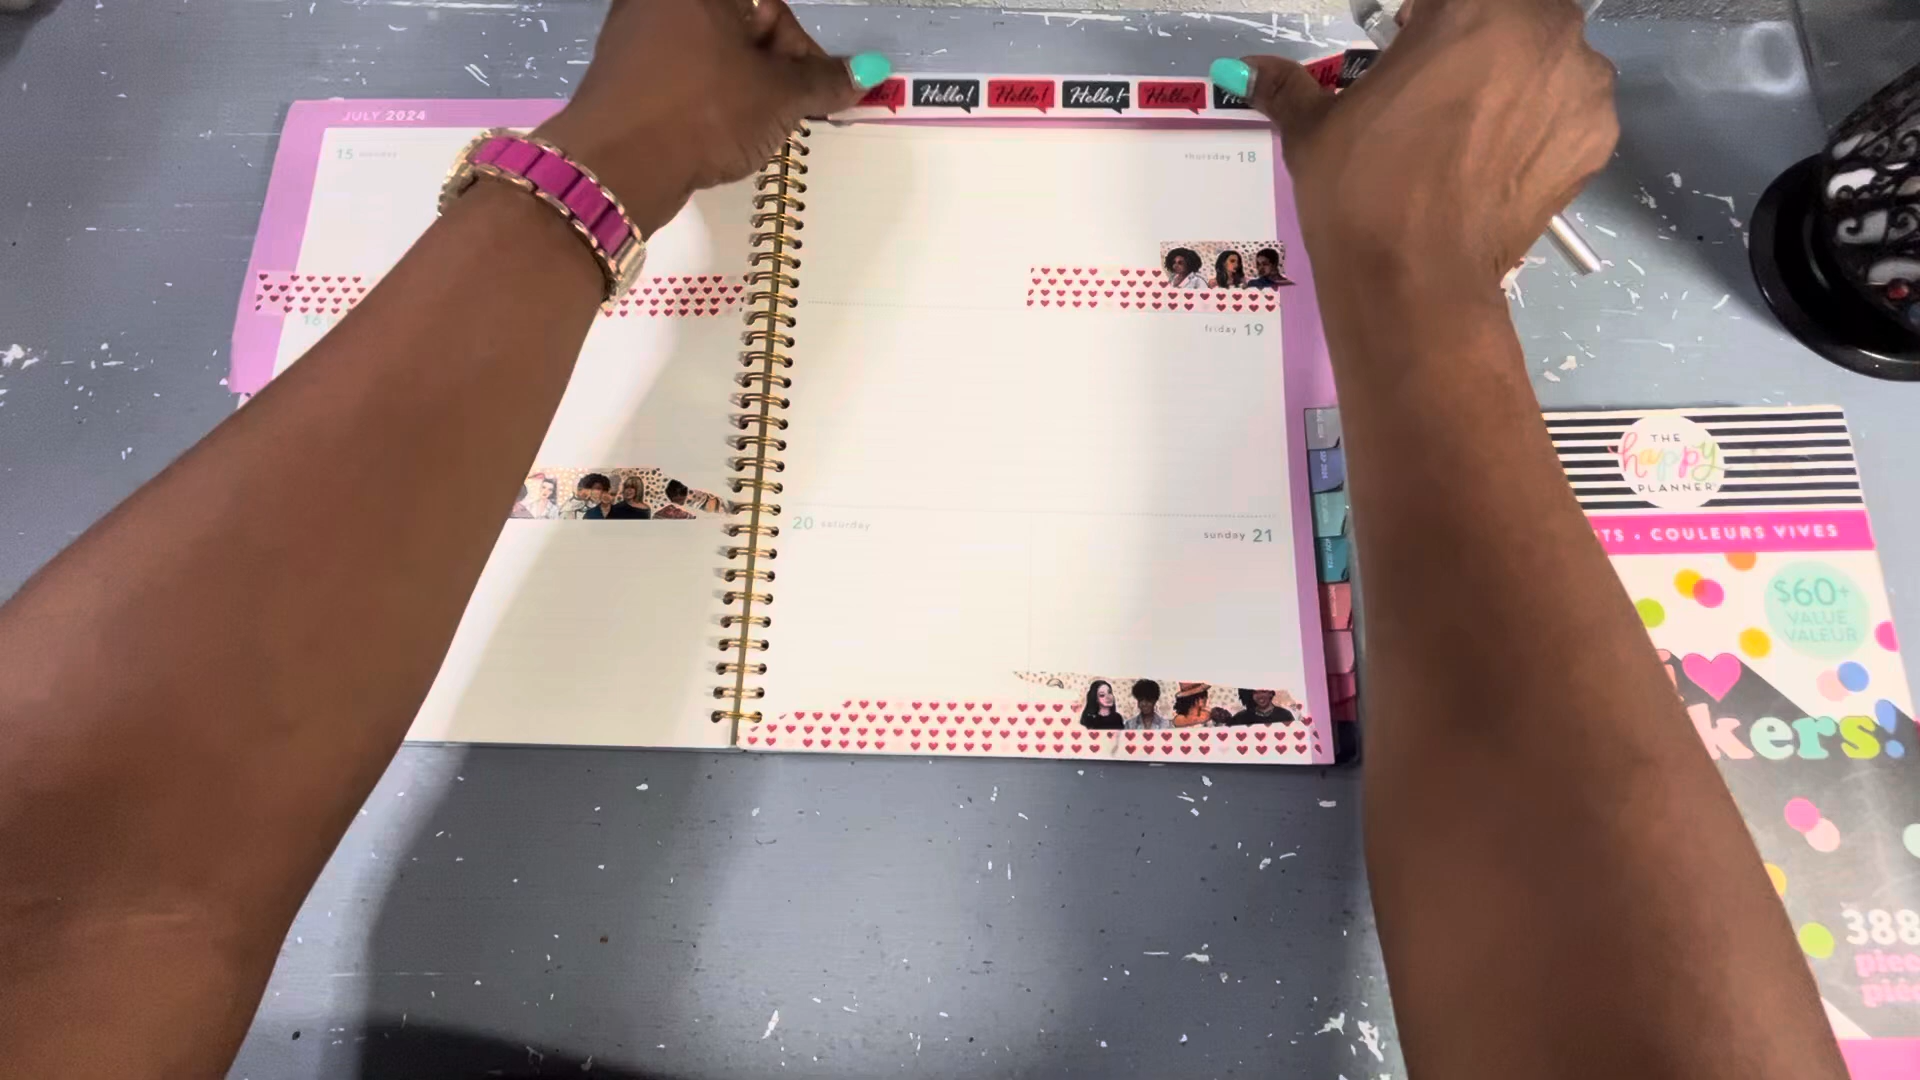 Hello! Hello! Hello! Hello!
JULY 2024
15 monday
thursday 18
16
friday 19
20 saturday
sunday 21
THE
happy
PLANNER
COULEURS VIVES
$60+
VALUE
VALEUR
kers!
388